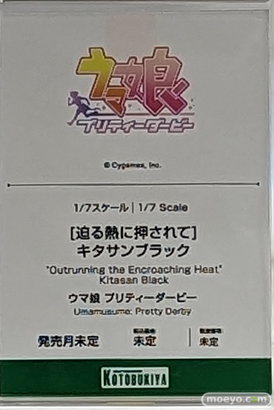 ウマ娘
プリティーダービー
© Cygames, Inc.
1/7スケール | 1/7 Scale
[迫る熱に押されて]
キタサンブラック
"Outrunning the Encroaching Heat"
Kitasan Black
ウマ娘 プリティーダービー
Umamusume: Pretty Derby
発売月未定
未定
未定
KOTOBUKIYA
moeyo.com